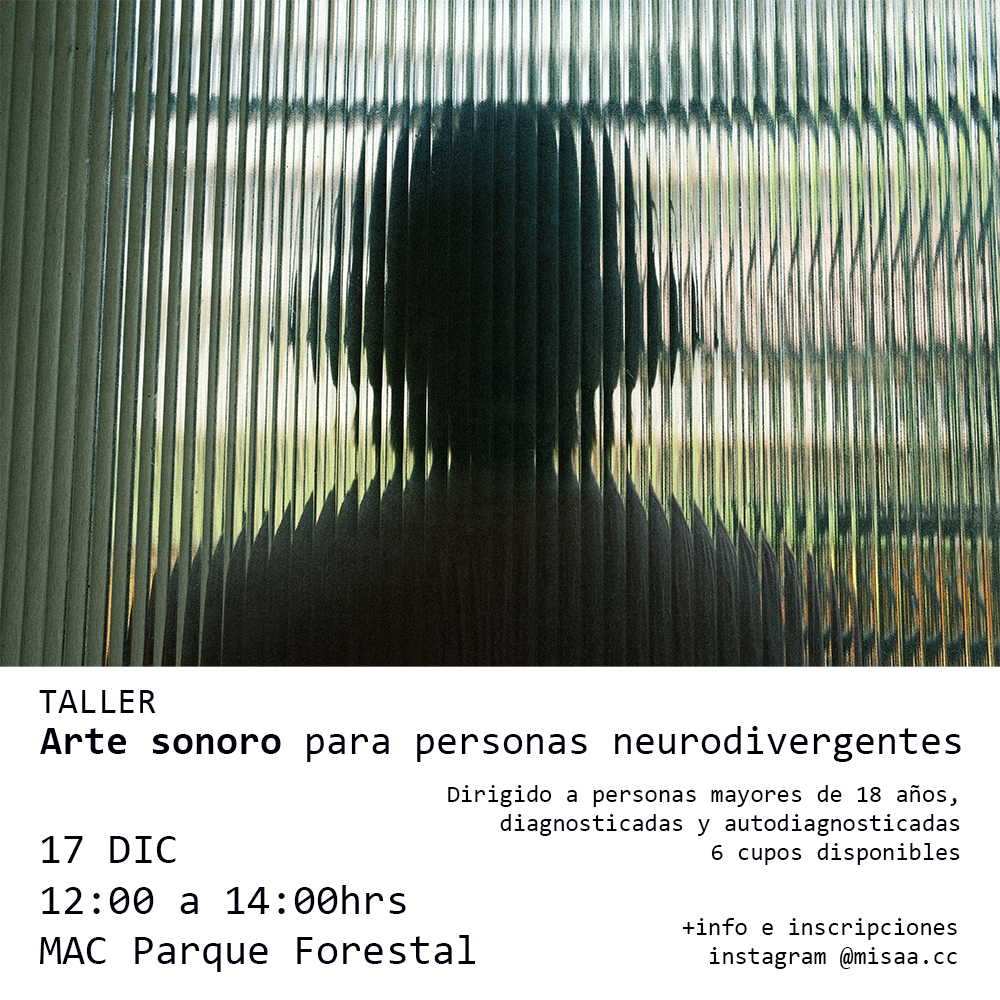 TALLER
Arte sonoro para personas neurodivergentes
Dirigido a personas mayores de 18 años,
diagnosticadas y autodiagnosticadas
6 cupos disponibles
17 DIC
12:00 a 14:00hrs
MAC Parque Forestal
+info e inscripciones
instagram @misaa.cc